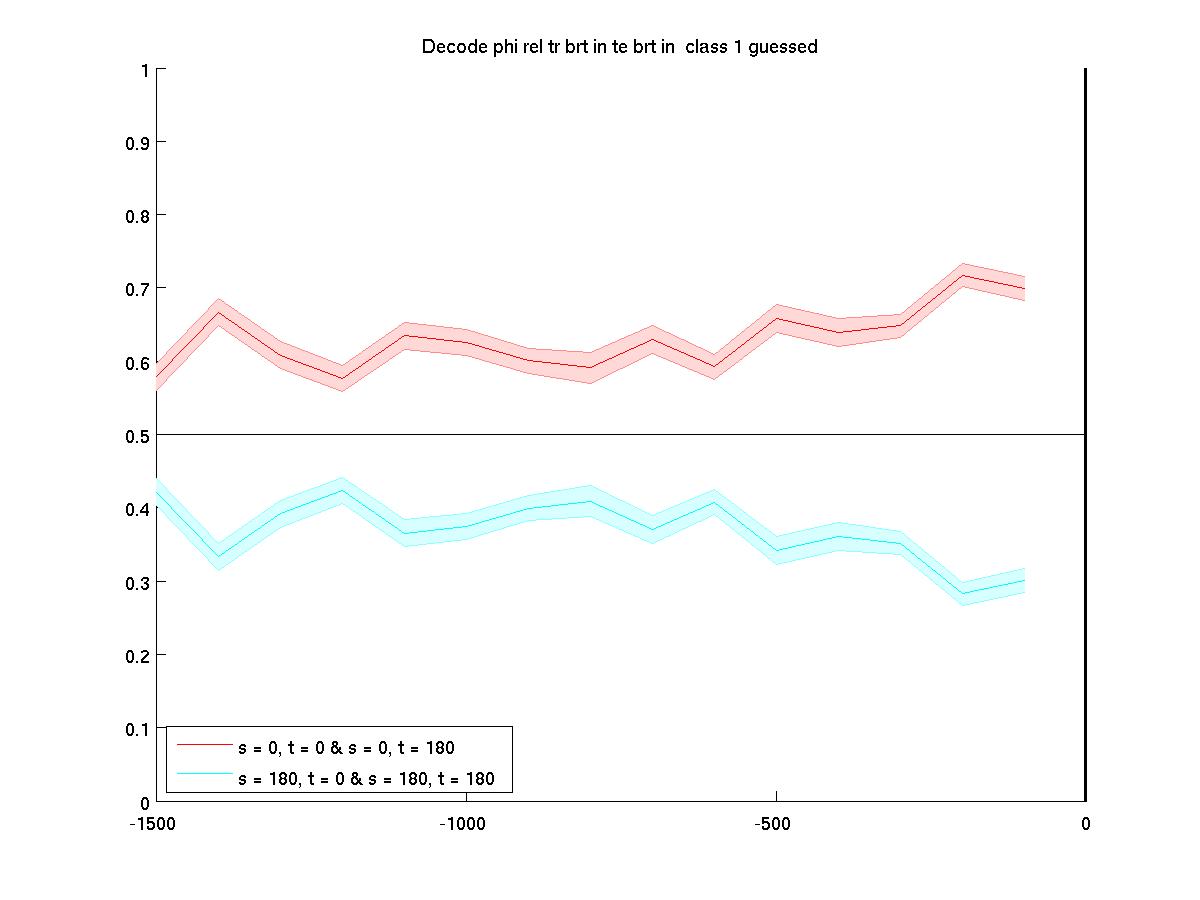 Decode phi rel tr brt in te brt in  class 1 guessed
1
0.9
0.8
0.7
0.6
0.5
0.4
0.3
0.2
0.1
0
s = 0, t = 0 & s = 0, t = 180
s = 180, t = 0 & s = 180, t = 180
-1500 -1000 -500 0